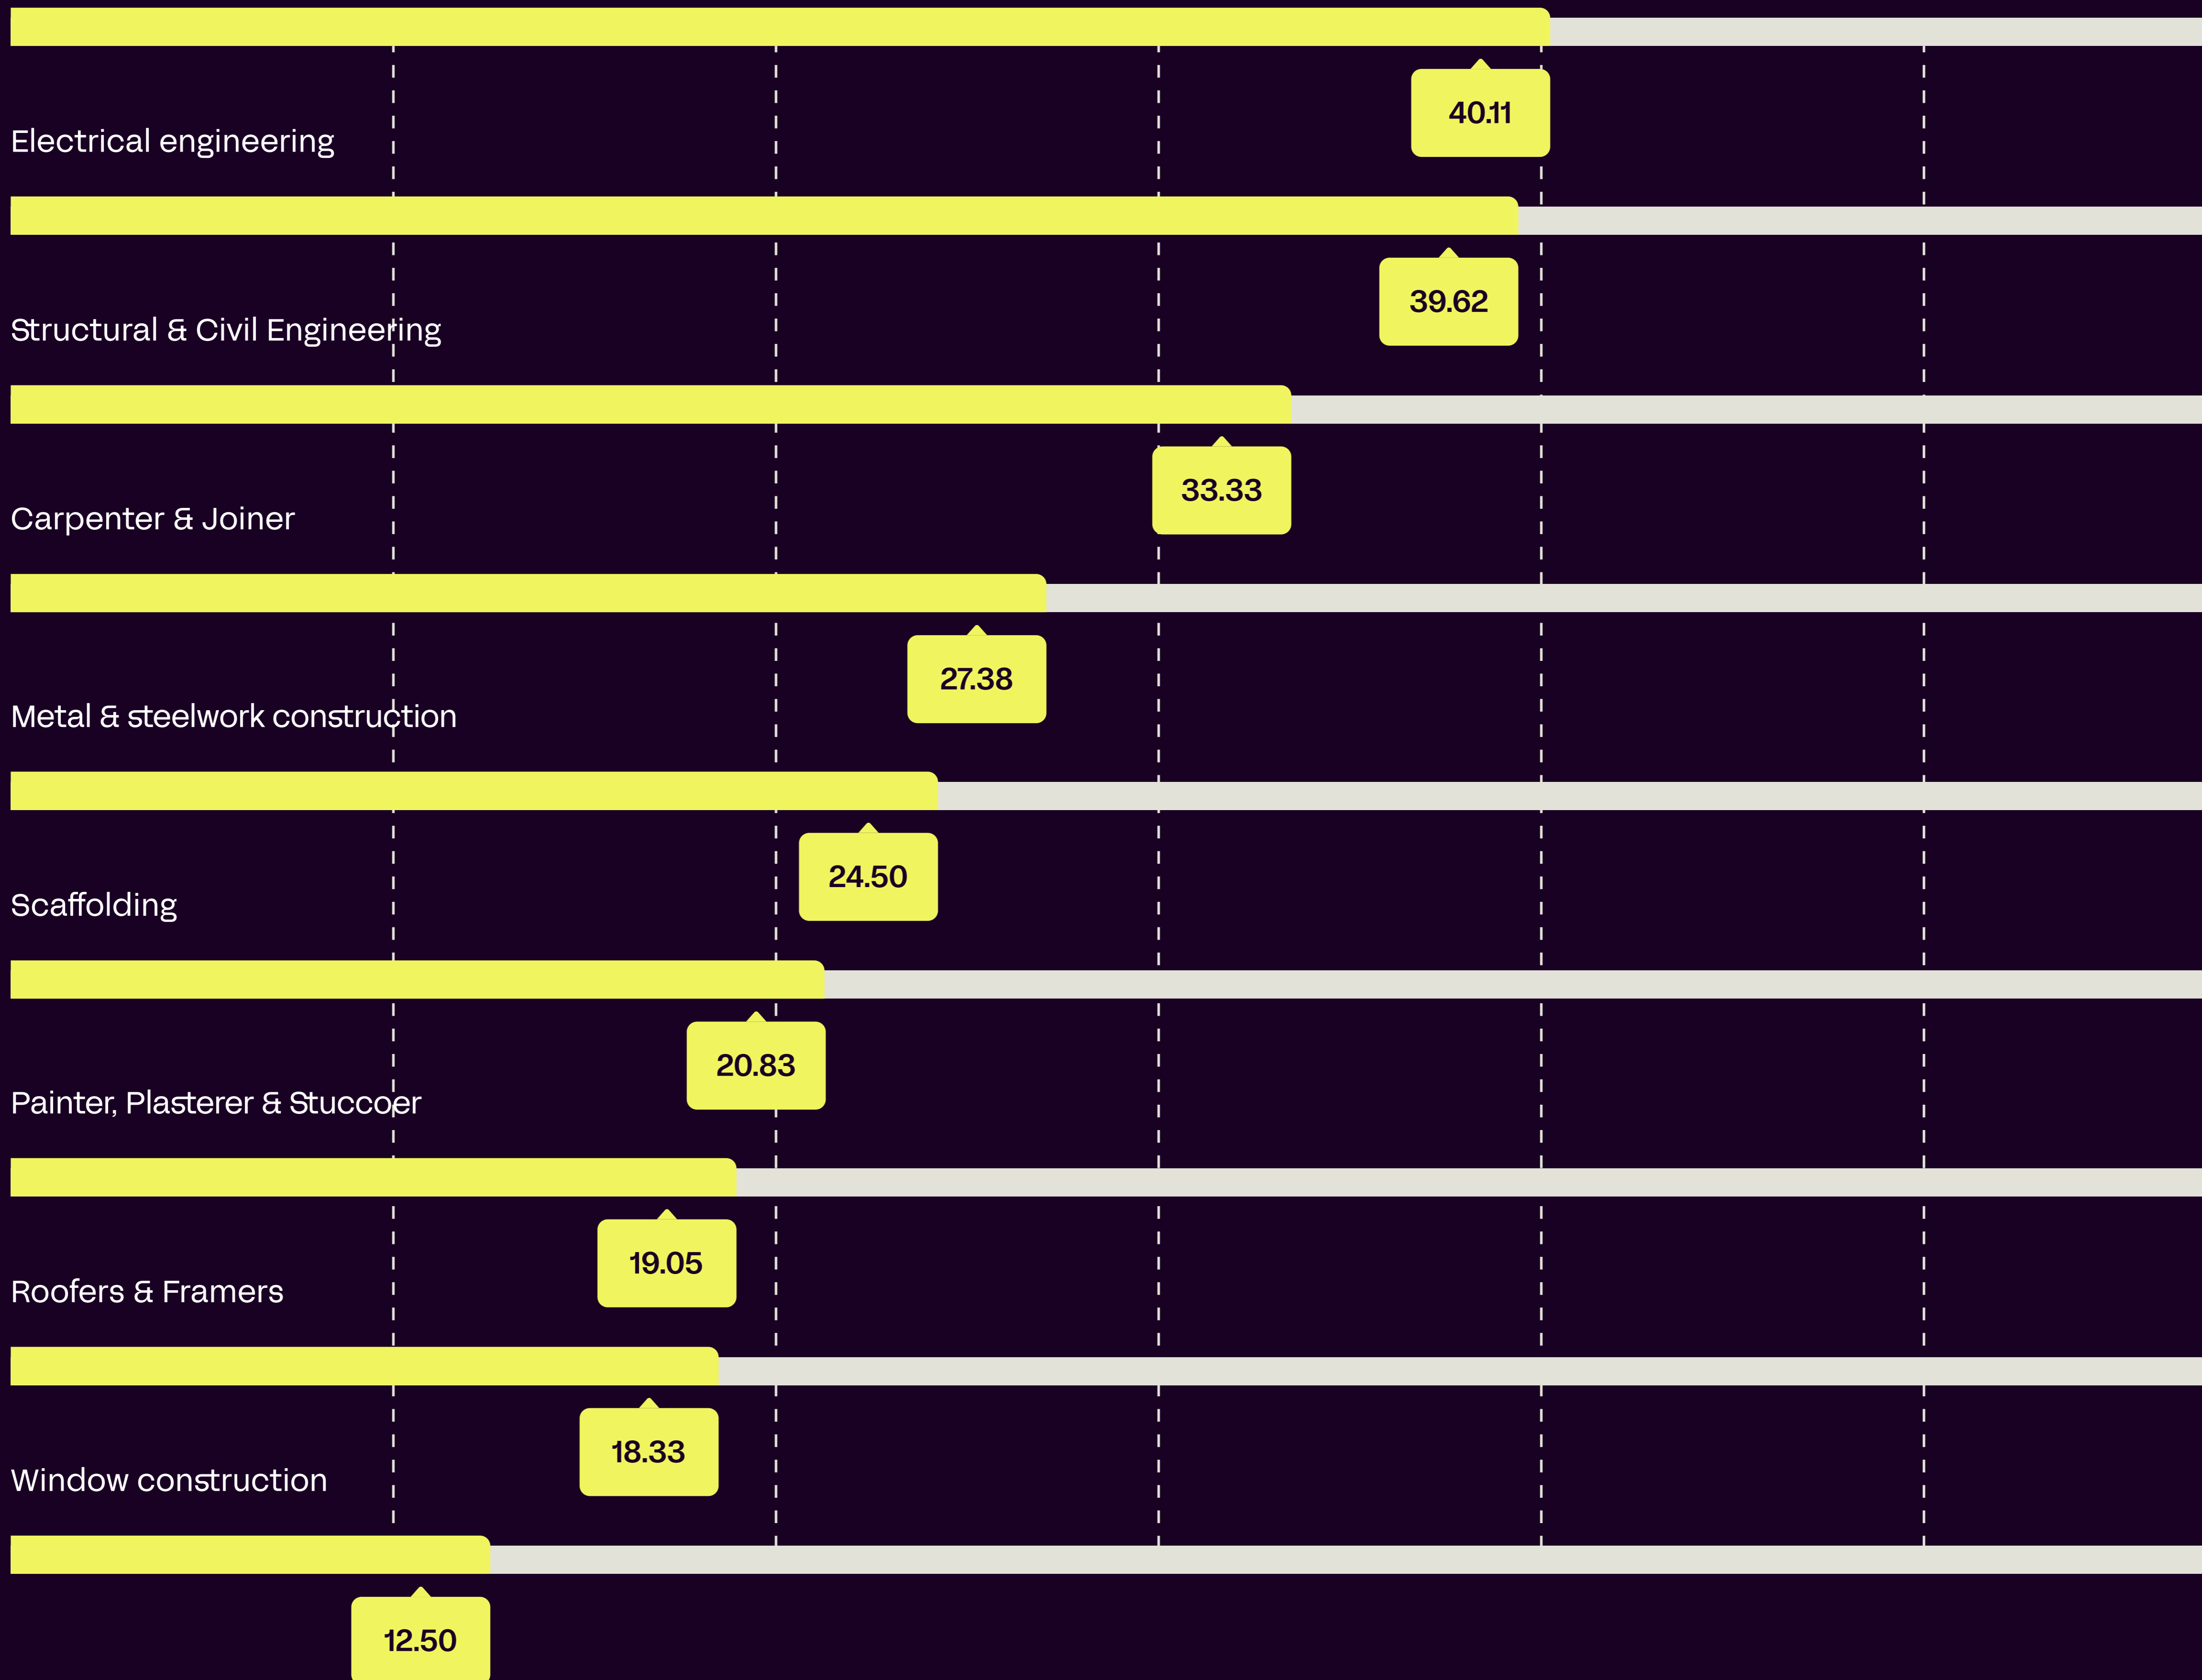 40.11
Electrical engineering
39.62
Structural & Civil Engineering
33.33
Carpenter & Joiner
27.38
Metal & steelwork construction
24.50
Scaffolding
20.83
Painter, Plasterer & Stuccoer
19.05
Roofers & Framers
18.33
Window construction
12.50